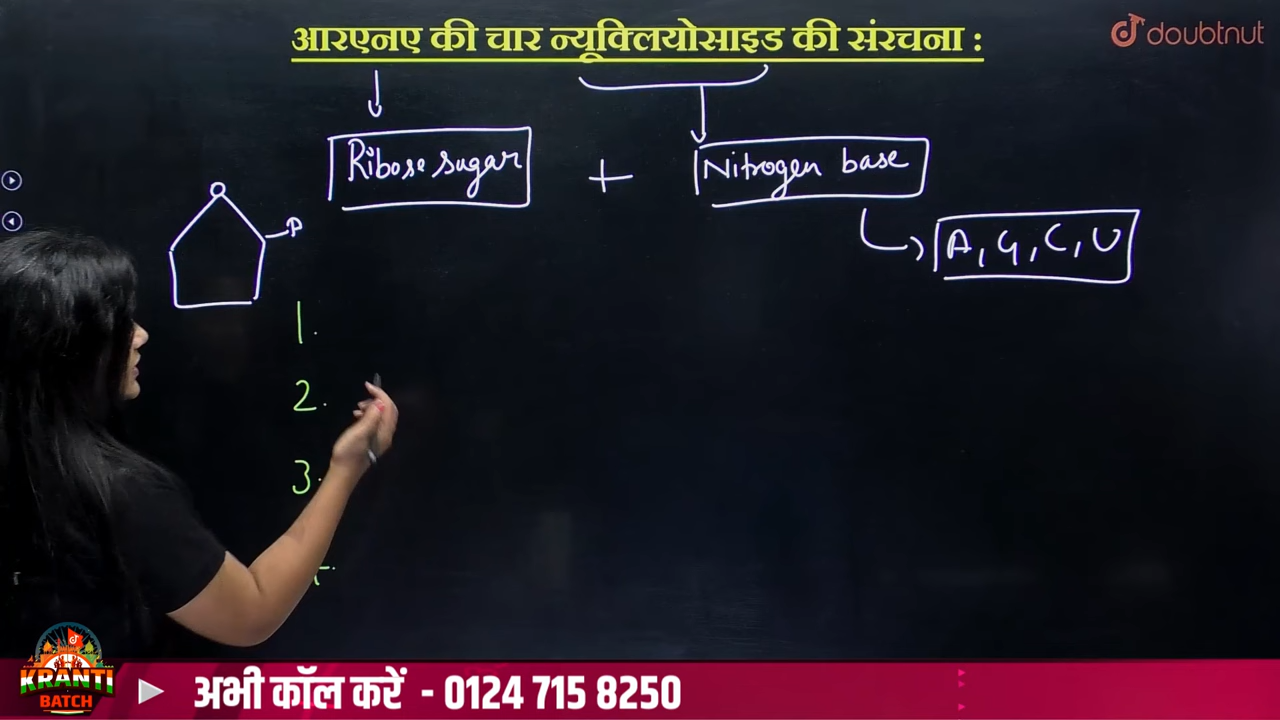 आरएनए की चार न्यूक्लियोसाइड की संरचना :
doubtnut
Ribose sugar + Nitrogen base
A, G, C, U
1.
2.
3.
KRANTI
BATCH
अभी कॉल करें - 0124 715 8250